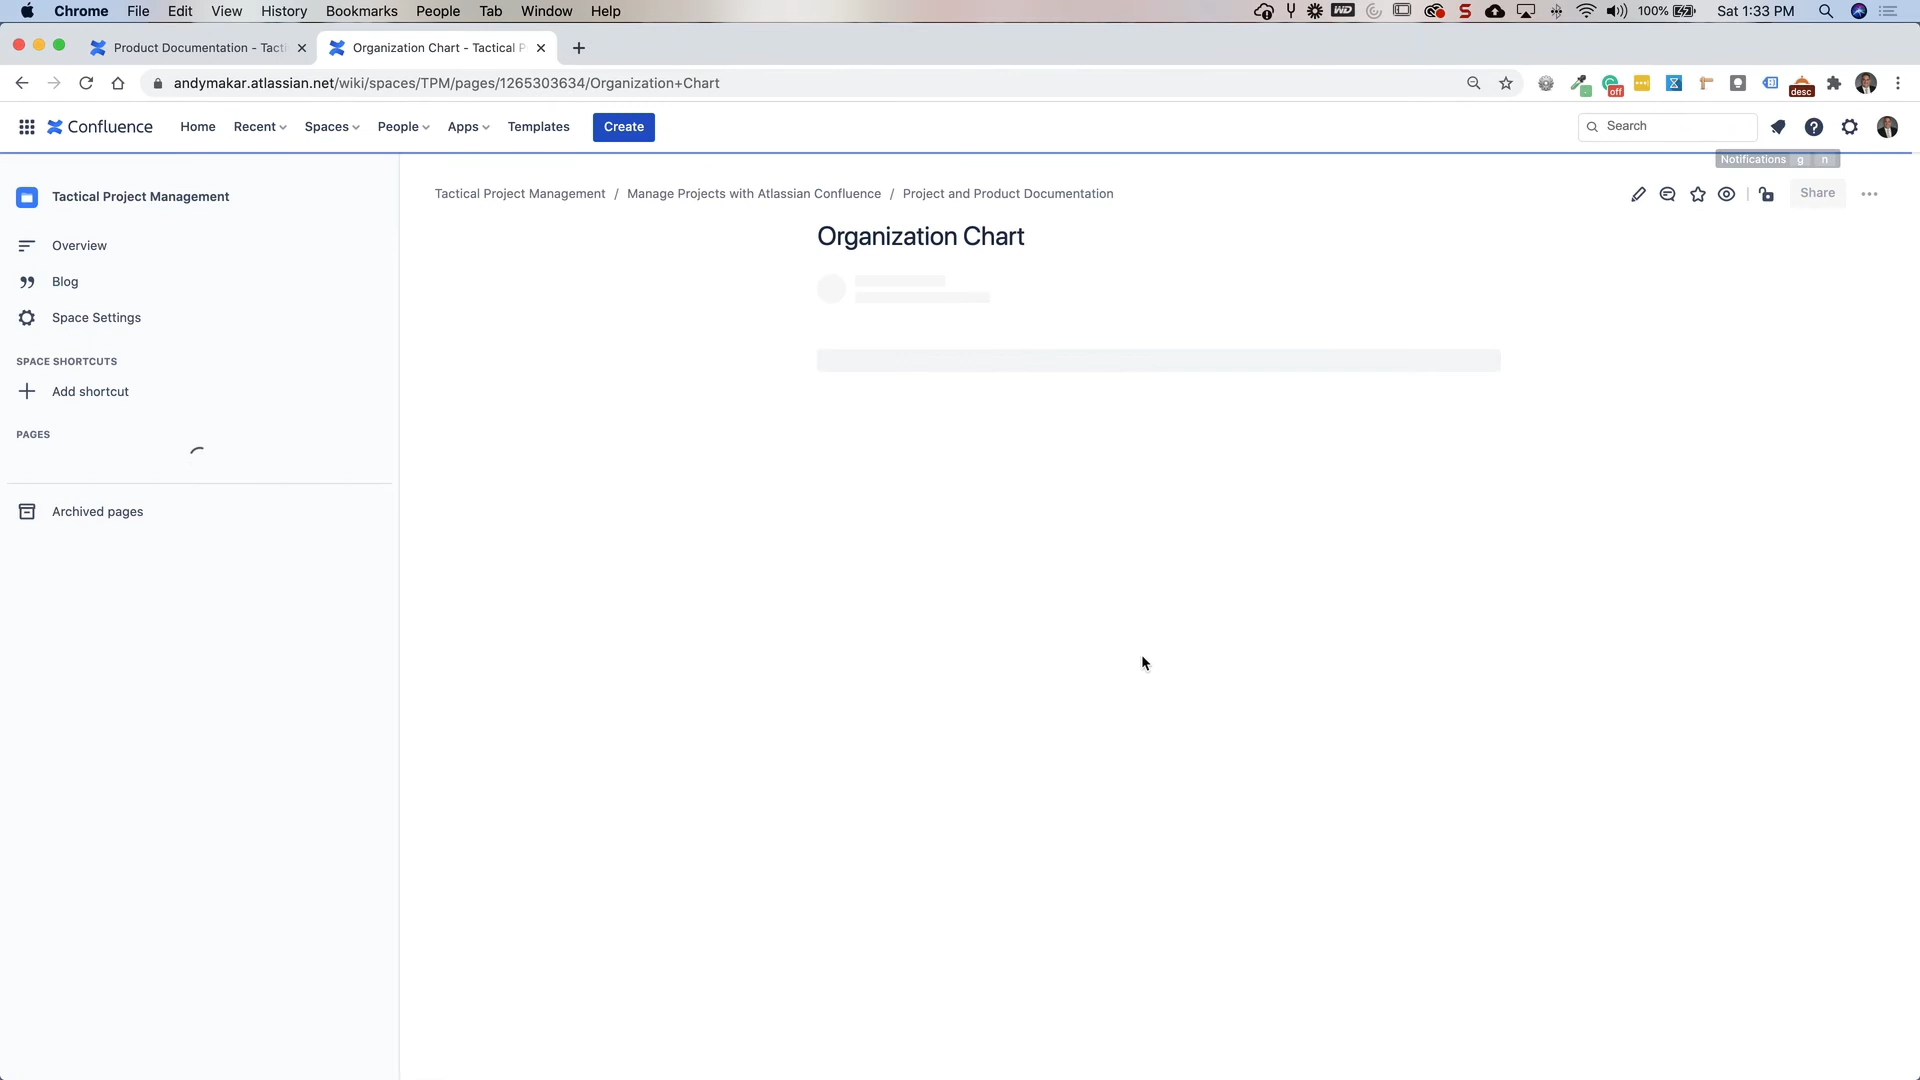 Chrome File Edit View History Bookmarks People Tab Window Help
WD 100% Sat 1:33 PM
Product Documentation - Tacti
Organization Chart - Tactical P
andymakar.atlassian.net/wiki/spaces/TPM/pages/1265303634/Organization+Chart
off
desc
Confluence Home Recent Spaces People Apps Templates Create
Search
Notifications g n
Tactical Project Management
Overview
Blog
Space Settings
SPACE SHORTCUTS
Add shortcut
PAGES
Archived pages
Tactical Project Management / Manage Projects with Atlassian Confluence / Project and Product Documentation
Share
Organization Chart